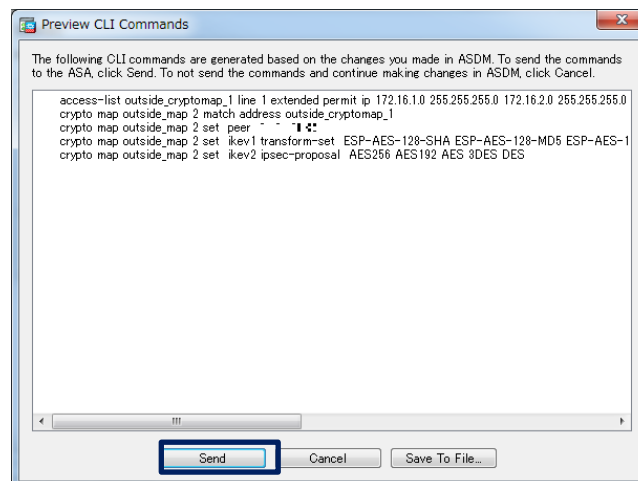 Preview CLI Commands
The following CLI commands are generated based on the changes you made in ASDM. To send the commands
to the ASA, click Send. To not send the commands and continue making changes in ASDM, click Cancel.
access-list outside_cryptomap_1 line 1 extended permit ip 172.16.1.0 255.255.255.0 172.16.2.0 255.255.255.0
crypto map outside_map 2 match address outside_cryptomap_1
crypto map outside_map 2 set peer
crypto map outside_map 2 set ikev1 transform-set ESP-AES-128-SHA ESP-AES-128-MD5 ESP-AES-1
crypto map outside_map 2 set ikev2 ipsec-proposal AES256 AES192 AES 3DES DES
Send Cancel Save To File...